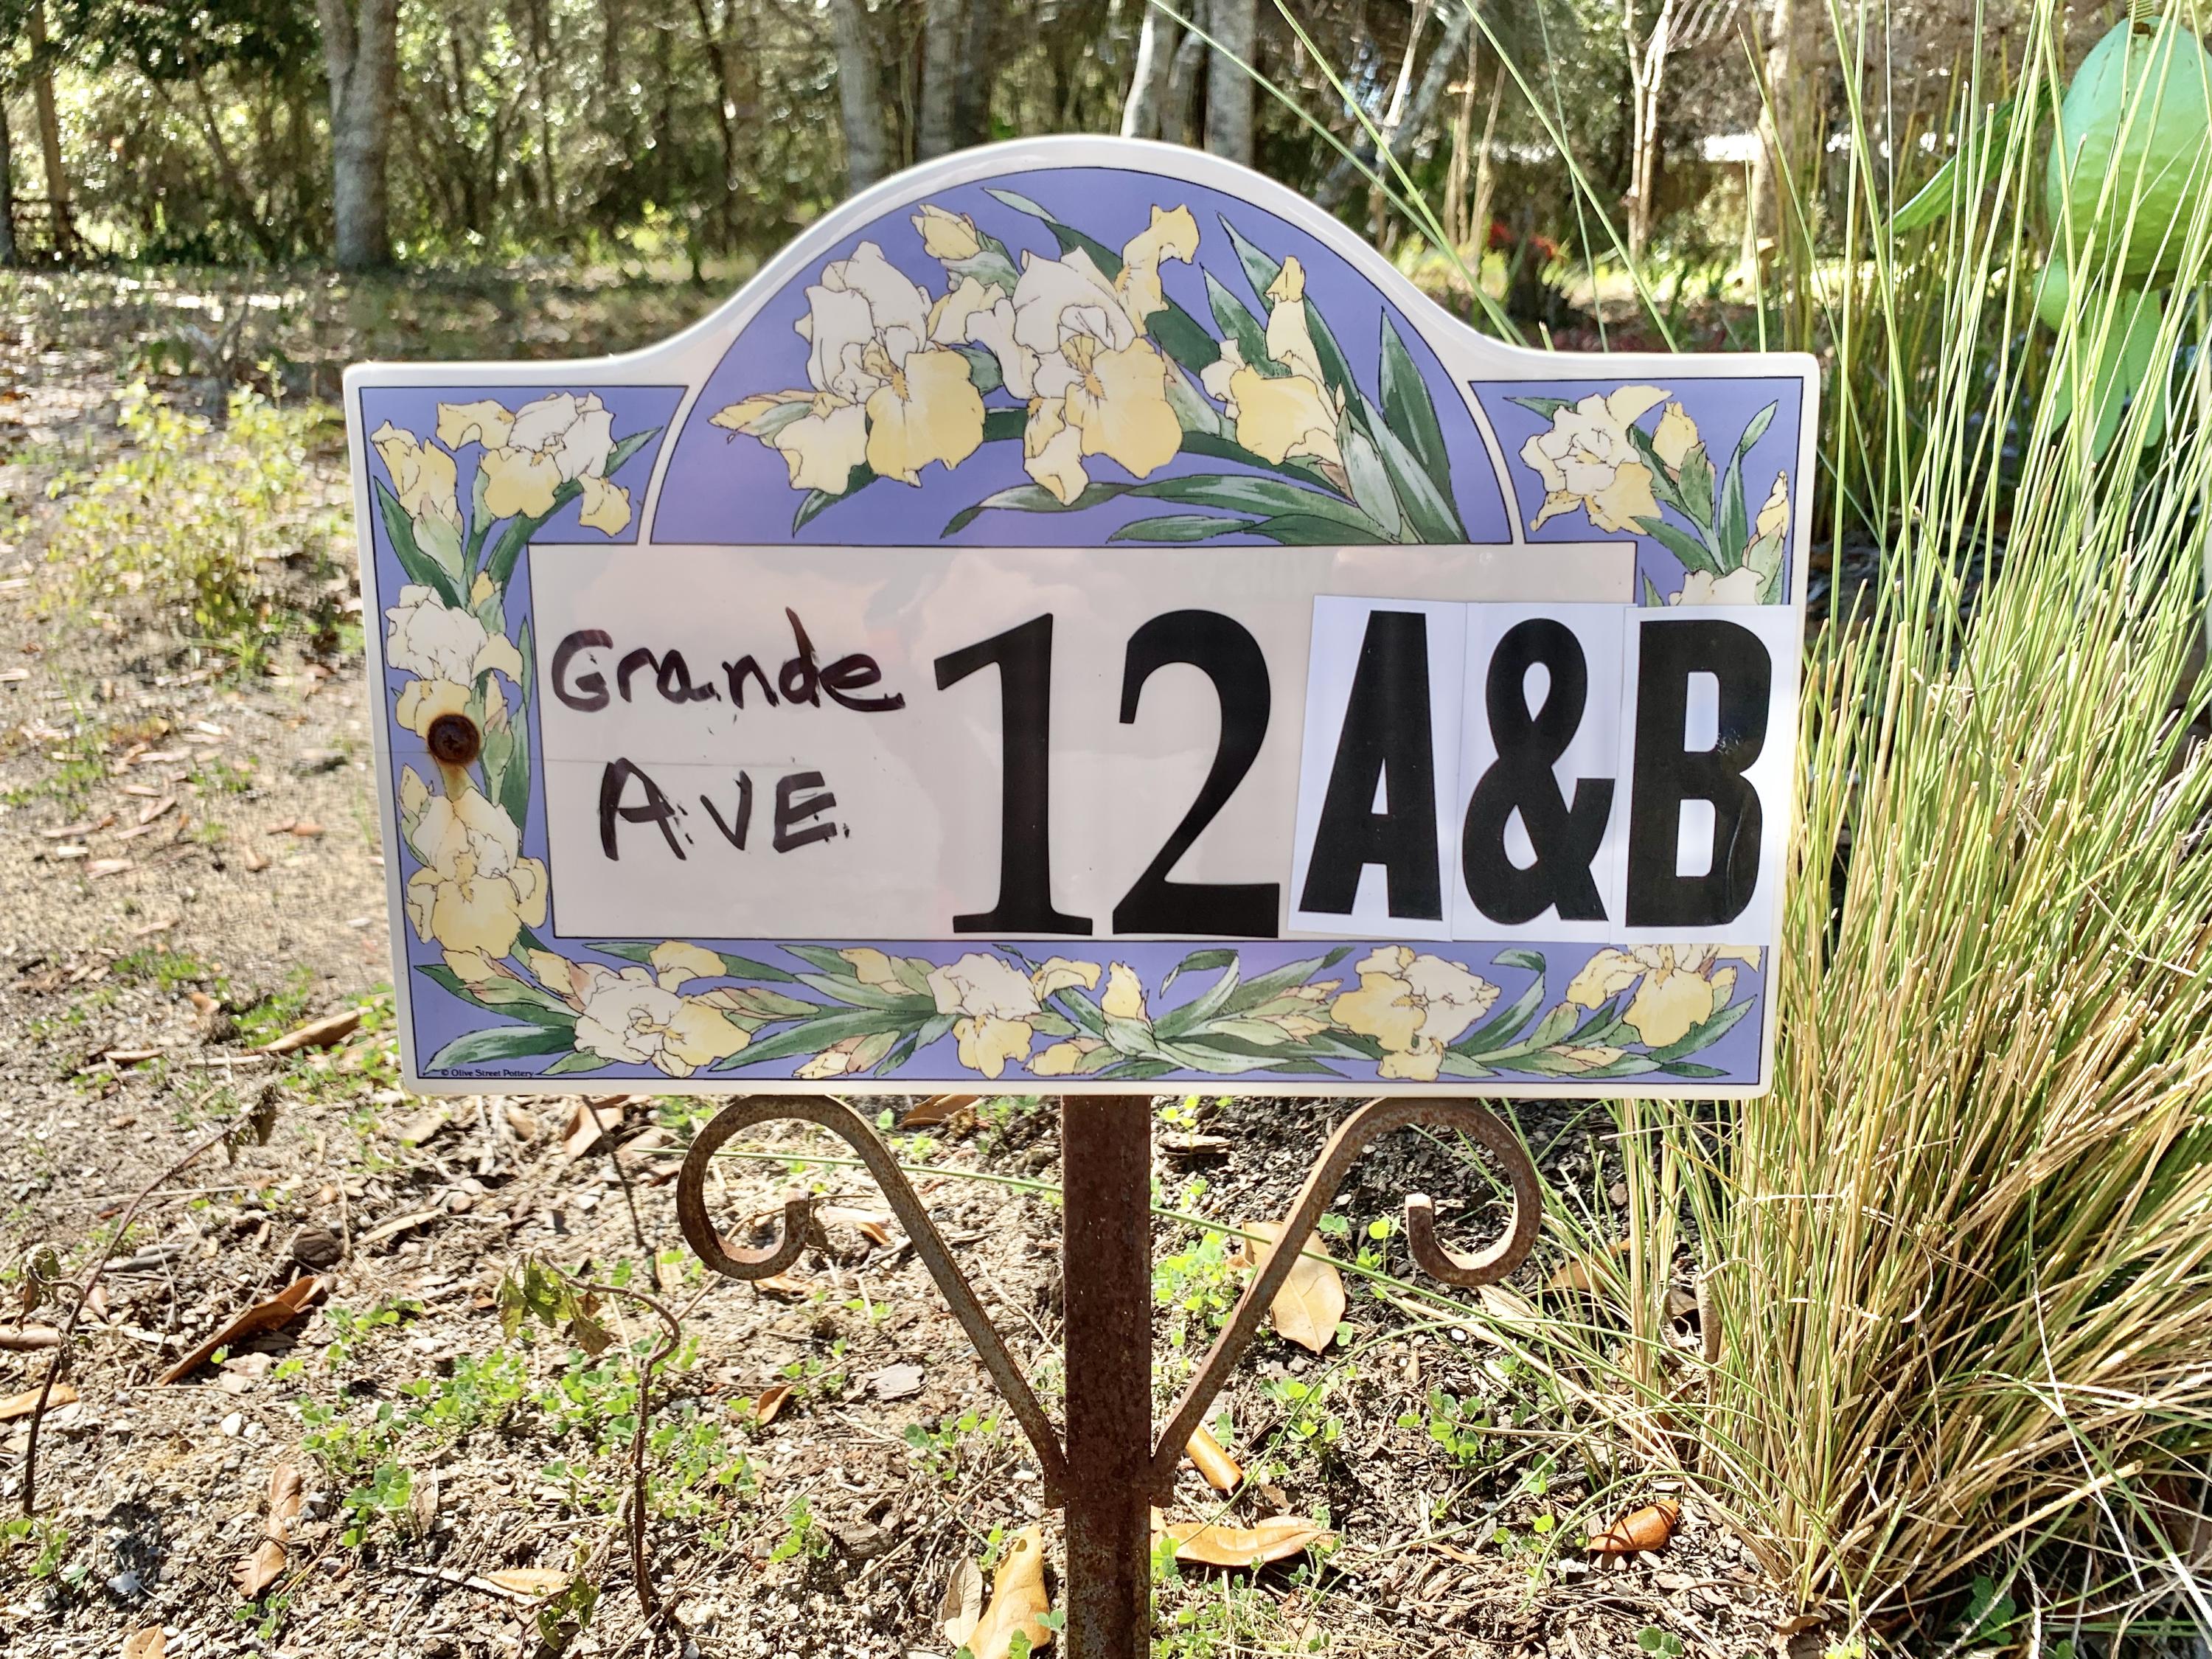 Grande
AVE.
12 A&B
© Olive Street Pottery